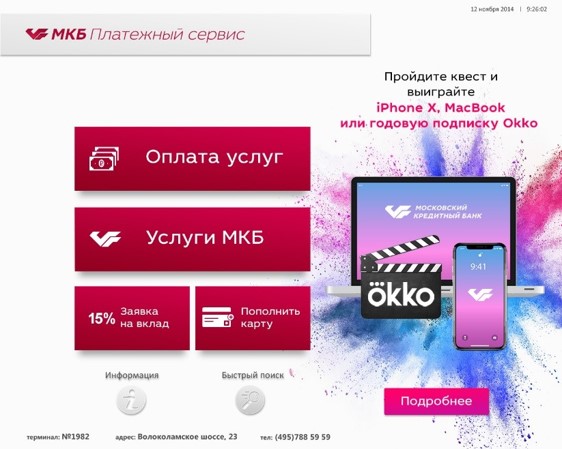 12 ноября 2014 | 9:26:02
МКБ Платежный сервис
Пройдите квест и
выиграйте
iPhone X, MacBook
или годовую подписку Okko
Оплата услуг
Услуги МКБ
15% Заявка
на вклад
Пополнить
карту
МОСКОВСКИЙ
КРЕДИТНЫЙ БАНК
okko
9:41
Информация
Быстрый поиск
Подробнее
терминал: №1982 адрес: Волоколамское шоссе, 23 тел: (495)788 59 59